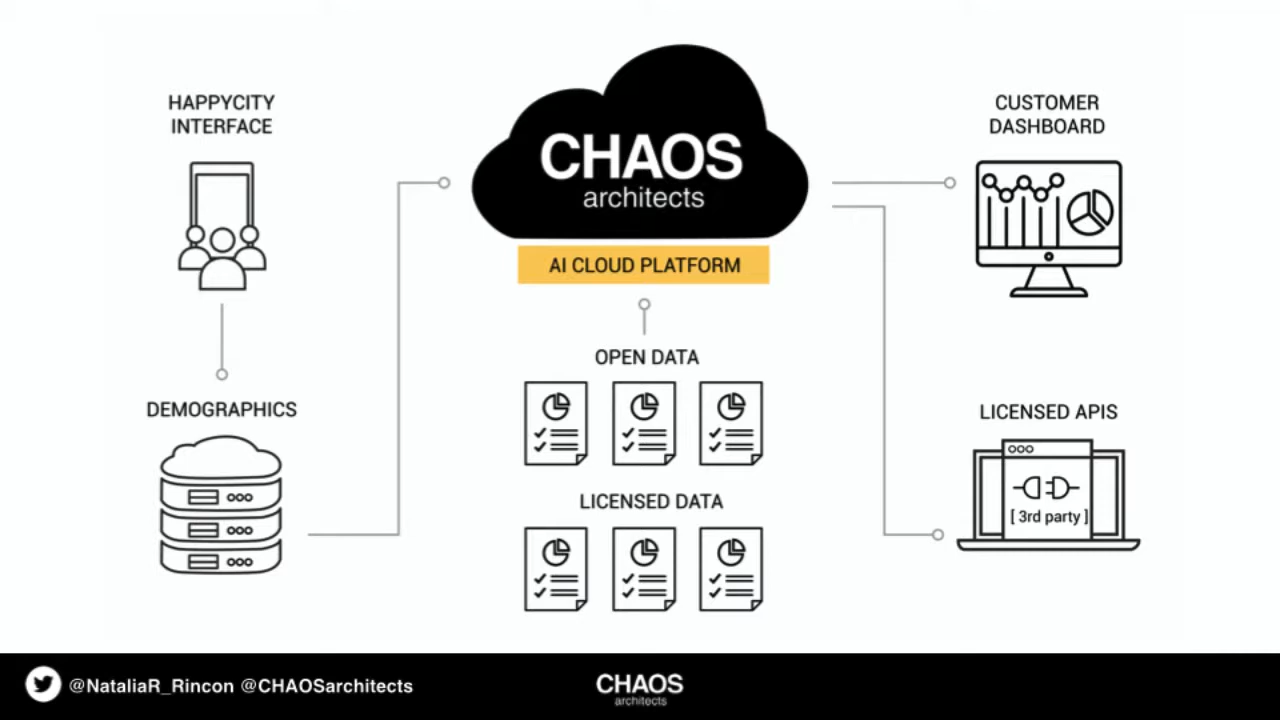 HAPPYCITY
INTERFACE
DEMOGRAPHICS
CHAOS
architects
AI CLOUD PLATFORM
OPEN DATA
LICENSED DATA
CUSTOMER
DASHBOARD
LICENSED APIS
[ 3rd party ]
@NataliaR_Rincon @CHAOSarchitects
CHAOS
architects